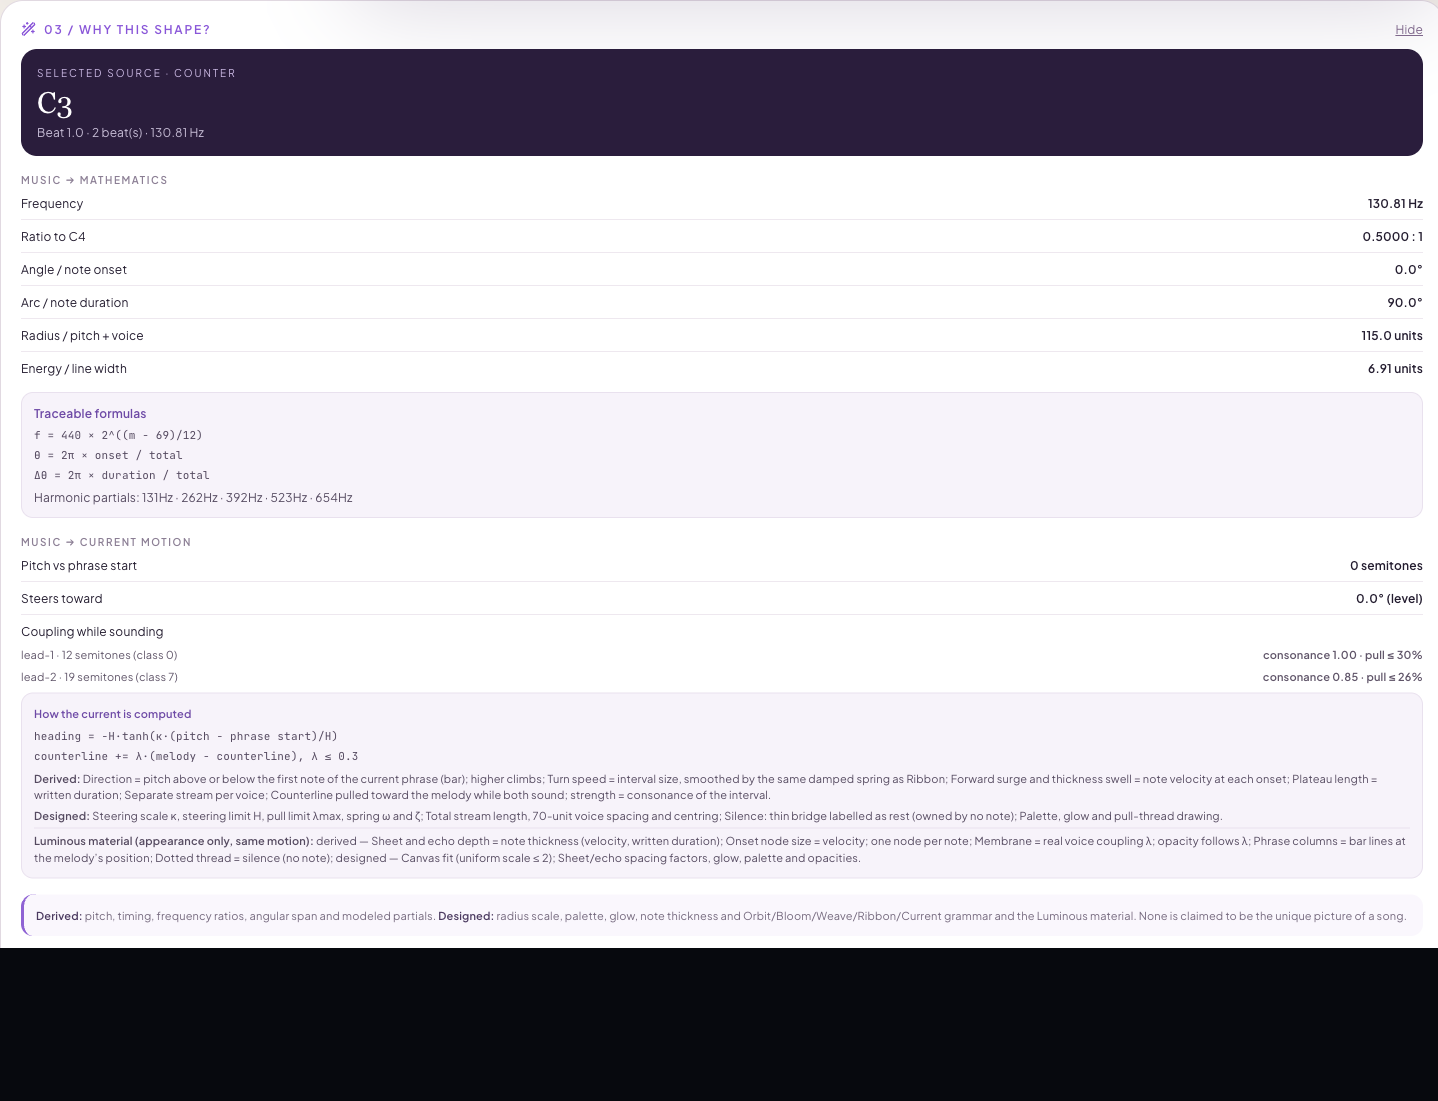 03 / WHY THIS SHAPE?
Hide
SELECTED SOURCE · COUNTER
C3
Beat 1.0 · 2 beat(s) · 130.81 Hz
MUSIC → MATHEMATICS
Frequency 130.81 Hz
Ratio to C4 0.5000 : 1
Angle / note onset 0.0°
Arc / note duration 90.0°
Radius / pitch + voice 115.0 units
Energy / line width 6.91 units
Traceable formulas
f = 440 × 2^((m - 69)/12)
θ = 2π × onset / total
Δθ = 2π × duration / total
Harmonic partials: 131Hz · 262Hz · 392Hz · 523Hz · 654Hz
MUSIC → CURRENT MOTION
Pitch vs phrase start 0 semitones
Steers toward 0.0° (level)
Coupling while sounding
lead-1 · 12 semitones (class 0) consonance 1.00 · pull ≤ 30%
lead-2 · 19 semitones (class 7) consonance 0.85 · pull ≤ 26%
How the current is computed
heading = -H·tanh(κ·(pitch - phrase start)/H)
counterline += λ·(melody - counterline), λ ≤ 0.3
Derived: Direction = pitch above or below the first note of the current phrase (bar); higher climbs; Turn speed = interval size, smoothed by the same damped spring as Ribbon; Forward surge and thickness swell = note velocity at each onset; Plateau length =
written duration; Separate stream per voice; Counterline pulled toward the melody while both sound; strength = consonance of the interval.
Designed: Steering scale κ, steering limit H, pull limit λmax, spring ω and ζ; Total stream length, 70-unit voice spacing and centring; Silence: thin bridge labelled as rest (owned by no note); Palette, glow and pull-thread drawing.
Luminous material (appearance only, same motion): derived — Sheet and echo depth = note thickness (velocity, written duration); Onset node size = velocity; one node per note; Membrane = real voice coupling λ; opacity follows λ; Phrase columns = bar lines at
the melody's position; Dotted thread = silence (no note); designed — Canvas fit (uniform scale ≤ 2); Sheet/echo spacing factors, glow, palette and opacities.
Derived: pitch, timing, frequency ratios, angular span and modeled partials. Designed: radius scale, palette, glow, note thickness and Orbit/Bloom/Weave/Ribbon/Current grammar and the Luminous material. None is claimed to be the unique picture of a song.